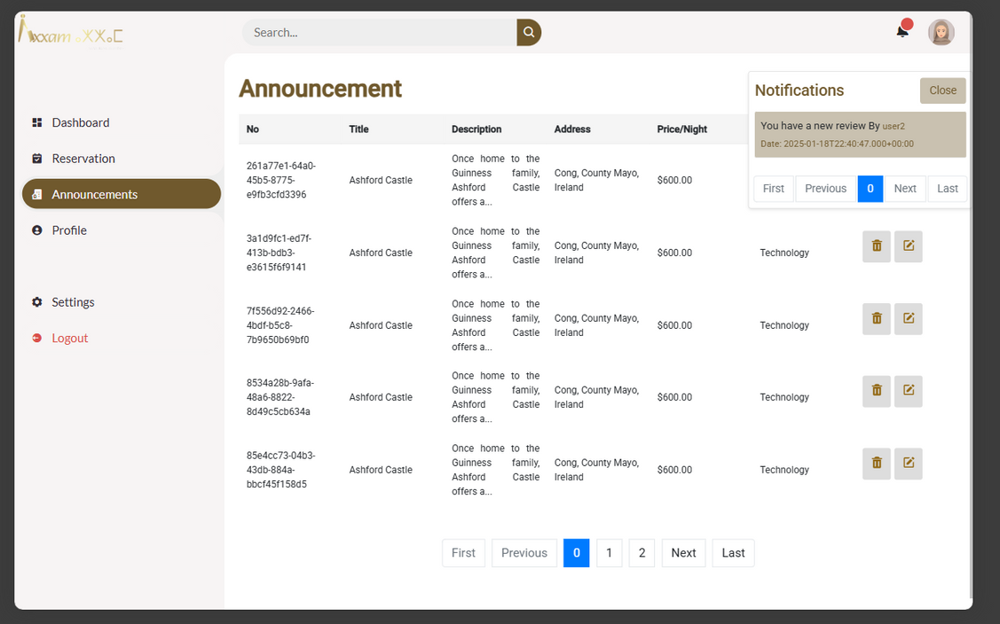 Axxam ⴰⵅⵅⴰⵎ
Search...
Dashboard
Reservation
Announcements
Profile
Settings
Logout
Announcement
No Title Description Address Price/Night
261a77e1-64a0-
45b5-8775-
e9fb3cfd3396
Ashford Castle
Once home to the
Guinness family,
Ashford Castle
offers a...
Cong, County Mayo,
Ireland
$600.00
3a1d9fc1-ed7f-
413b-bdb3-
e3615f6f9141
Ashford Castle
Once home to the
Guinness family,
Ashford Castle
offers a...
Cong, County Mayo,
Ireland
$600.00
Technology
7f556d92-2466-
4bdf-b5c8-
7b9650b69bf0
Ashford Castle
Once home to the
Guinness family,
Ashford Castle
offers a...
Cong, County Mayo,
Ireland
$600.00
Technology
8534a28b-9afa-
48a6-8822-
8d49c5cb634a
Ashford Castle
Once home to the
Guinness family,
Ashford Castle
offers a...
Cong, County Mayo,
Ireland
$600.00
Technology
85e4cc73-04b3-
43db-884a-
bbcf45f158d5
Ashford Castle
Once home to the
Guinness family,
Ashford Castle
offers a...
Cong, County Mayo,
Ireland
$600.00
Technology
First Previous 0 1 2 Next Last
Notifications Close
You have a new review By user2
Date: 2025-01-18T22:40:47.000+00:00
First Previous 0 Next Last